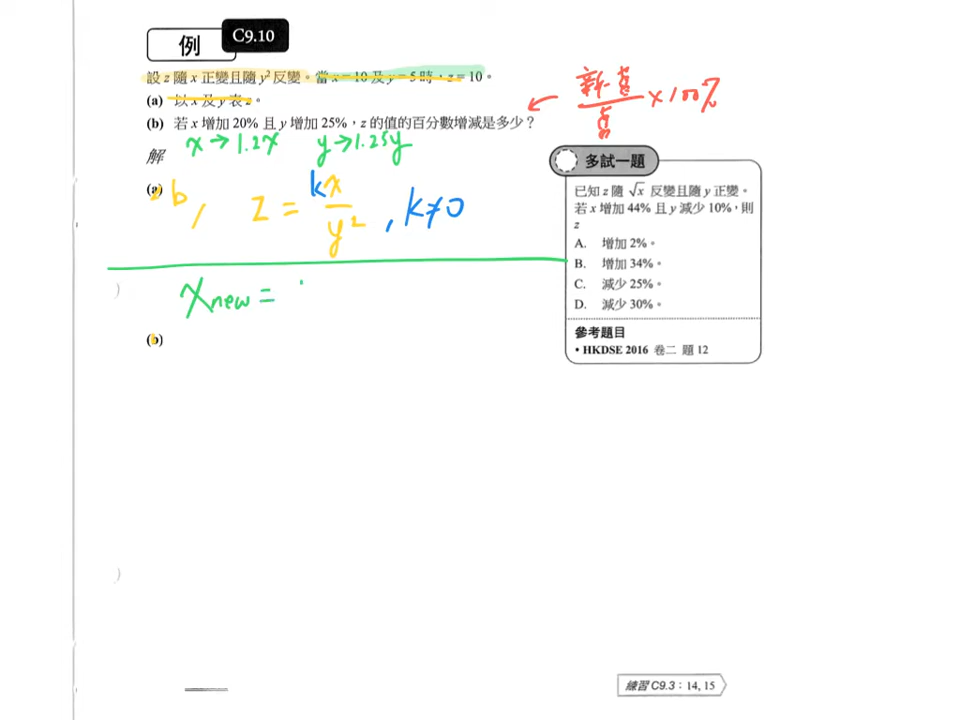 例 C9.10
設 z 隨 x 正變且隨 y² 反變。當 x = 10 及 y = 5 時，z = 10。
(a) 以 x 及 y 表 z。
(b) 若 x 增加 20% 且 y 增加 25%，z 的值的百分數增減是多少？
新-舊/舊 × 100%
x → 1.2x y → 1.25y
解
(a) b, z = kx/y² , k≠0
x new =
(b)
多試一題
已知 z 隨 √x 反變且隨 y 正變。
若 x 增加 44% 且 y 減少 10%，則
z
A. 增加 2%。
B. 增加 34%。
C. 減少 25%。
D. 減少 30%。
參考題目
• HKDSE 2016 卷二 題 12
練習 C9.3：14, 15